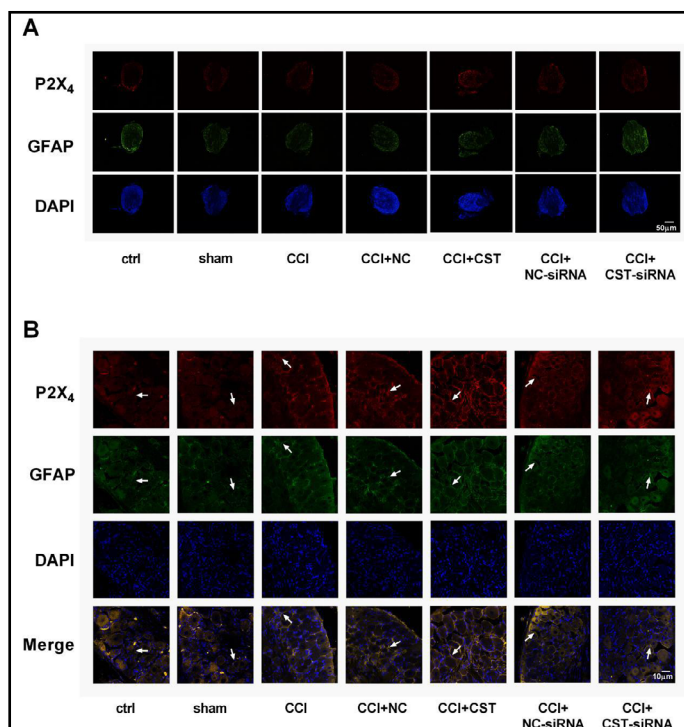 A
P2X₄
GFAP
DAPI
50μm
ctrl sham CCI CCI+NC CCI+CST CCI+ NC-siRNA CCI+ CST-siRNA
B
P2X₄
GFAP
DAPI
Merge
10μm
ctrl sham CCI CCI+NC CCI+CST CCI+ NC-siRNA CCI+ CST-siRNA